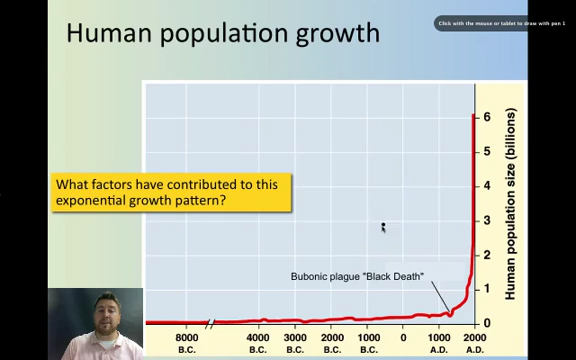 Click with the mouse or tablet to draw with pen 1
Human population growth
What factors have contributed to this
exponential growth pattern?
Bubonic plague "Black Death"
6
5
4
3
2
1
0
Human population size (billions)
8000 4000 3000 2000 1000 0 1000 2000
B.C. B.C. B.C. B.C. B.C. A.D. A.D.